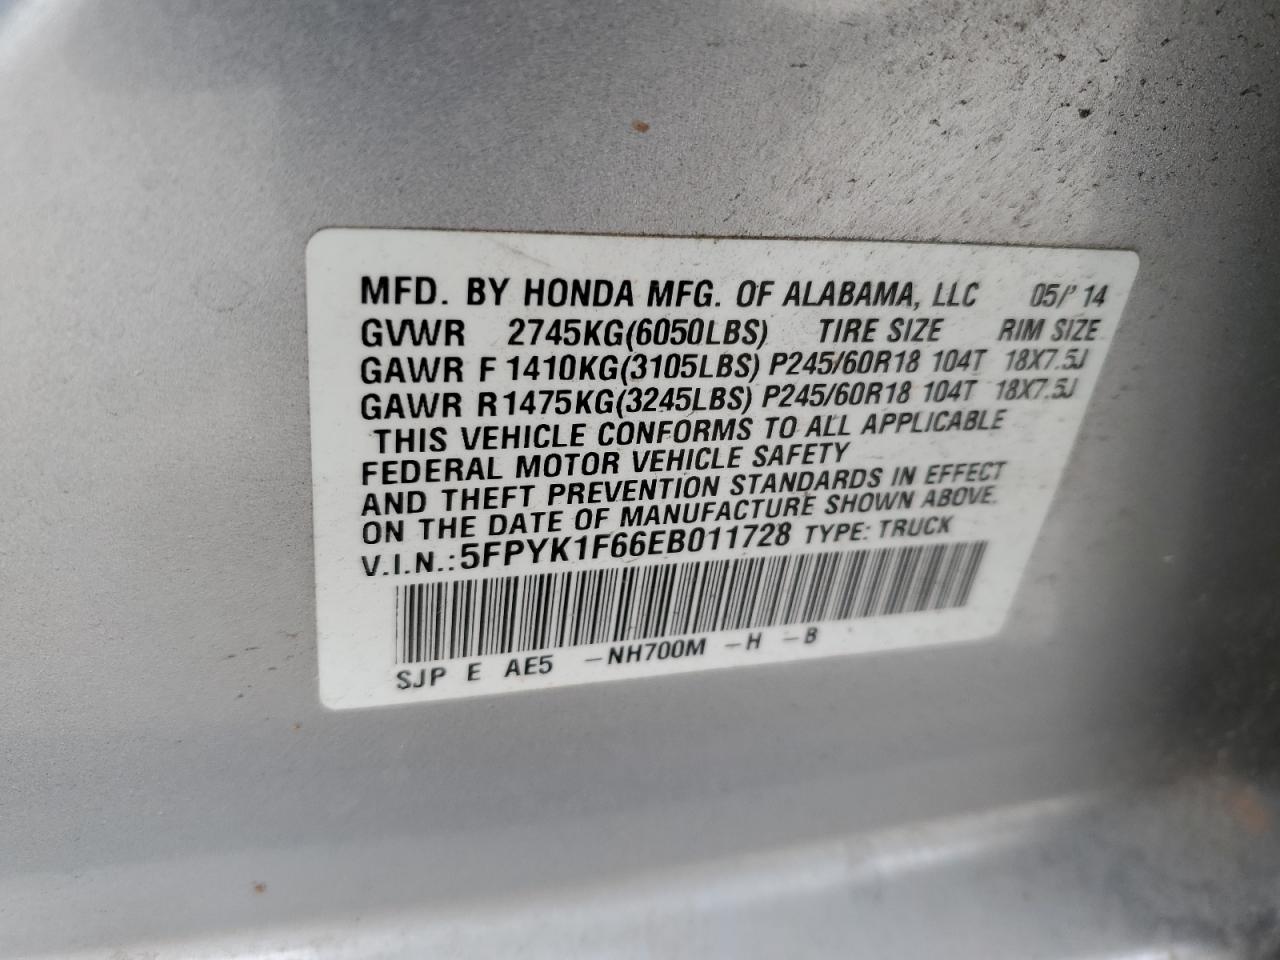 MFD. BY HONDA MFG. OF ALABAMA, LLC 05/'14
GVWR 2745KG(6050LBS) TIRE SIZE RIM SIZE
GAWR F 1410KG(3105LBS) P245/60R18 104T 18X7.5J
GAWR R 1475KG(3245LBS) P245/60R18 104T 18X7.5J
THIS VEHICLE CONFORMS TO ALL APPLICABLE
FEDERAL MOTOR VEHICLE SAFETY
AND THEFT PREVENTION STANDARDS IN EFFECT
ON THE DATE OF MANUFACTURE SHOWN ABOVE.
V.I.N.: 5FPYK1F66EB011728 TYPE: TRUCK
SJP E AE5 -NH700M -H -B